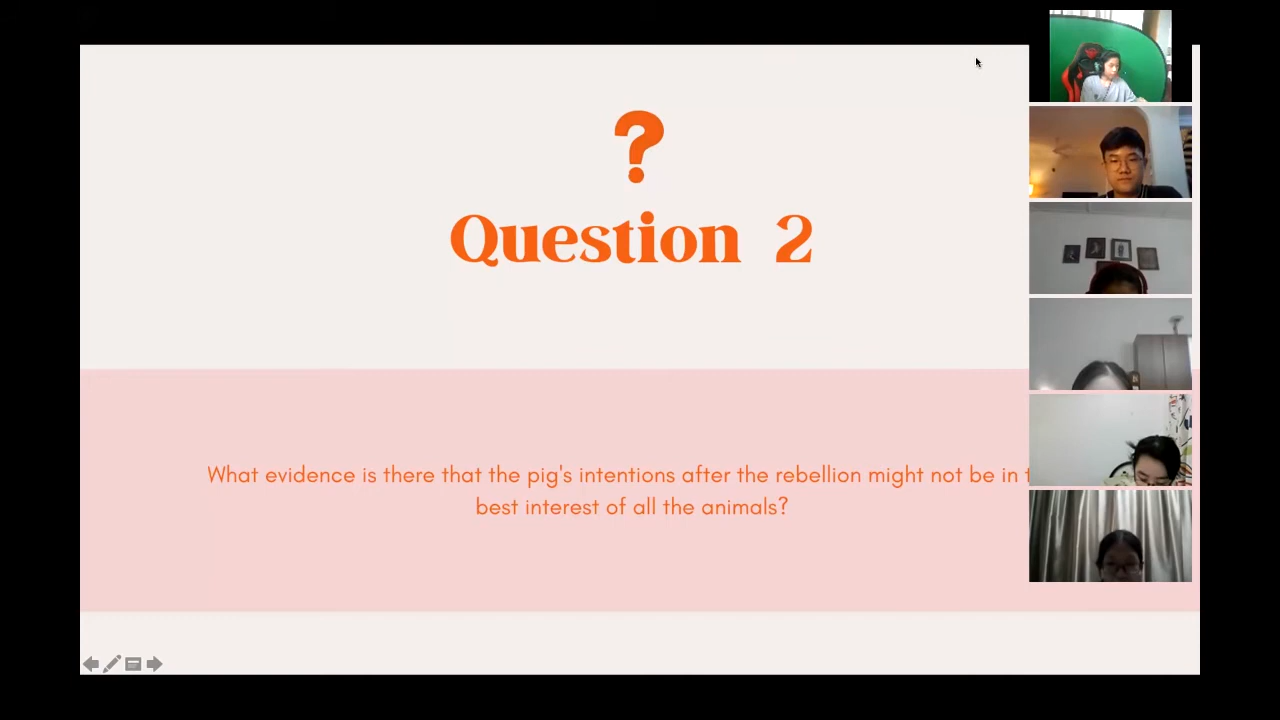 ?
Question 2
What evidence is there that the pig's intentions after the rebellion might not be in
best interest of all the animals?